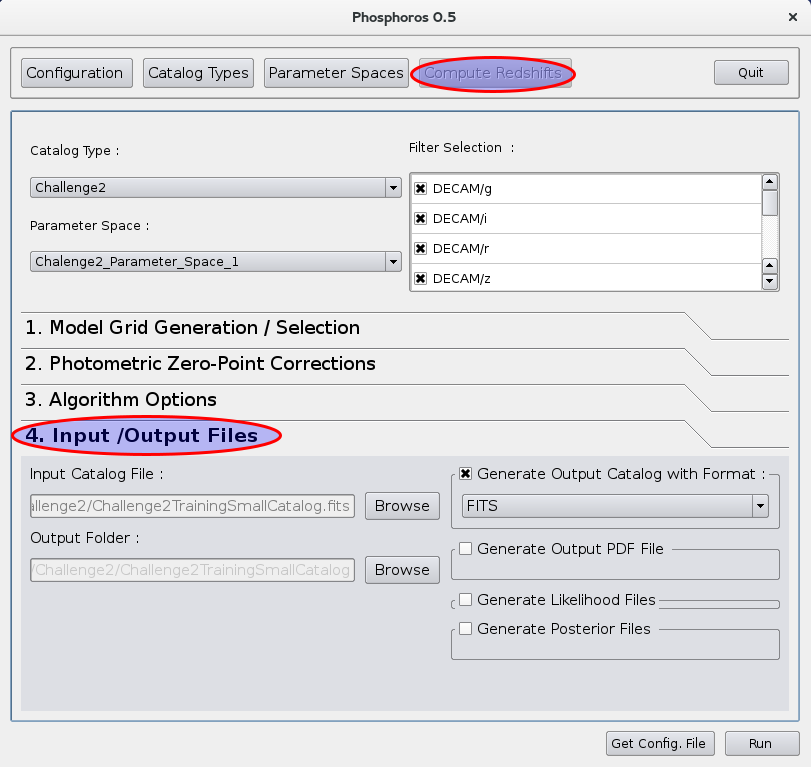 Phosphoros 0.5
Configuration
Catalog Types
Parameter Spaces
Compute Redshifts
Quit
Catalog Type :
Challenge2
Parameter Space :
Chalenge2_Parameter_Space_1
Filter Selection :
DECAM/g
DECAM/i
DECAM/r
DECAM/z
1. Model Grid Generation / Selection
2. Photometric Zero-Point Corrections
3. Algorithm Options
4. Input /Output Files
Input Catalog File :
allenge2/Challenge2TrainingSmallCatalog.fits
Browse
Output Folder :
/Challenge2/Challenge2TrainingSmallCatalog
Browse
Generate Output Catalog with Format :
FITS
Generate Output PDF File
Generate Likelihood Files
Generate Posterior Files
Get Config. File
Run